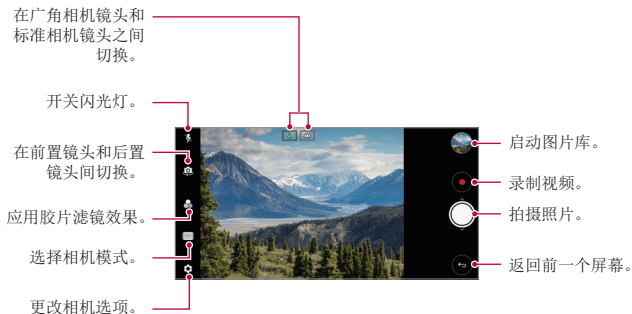 在广角相机镜头和
标准相机镜头之间
切换。
开关闪光灯。
在前置镜头和后置
镜头间切换。
应用胶片滤镜效果。
选择相机模式。
更改相机选项。
启动图片库。
录制视频。
拍摄照片。
返回前一个屏幕。